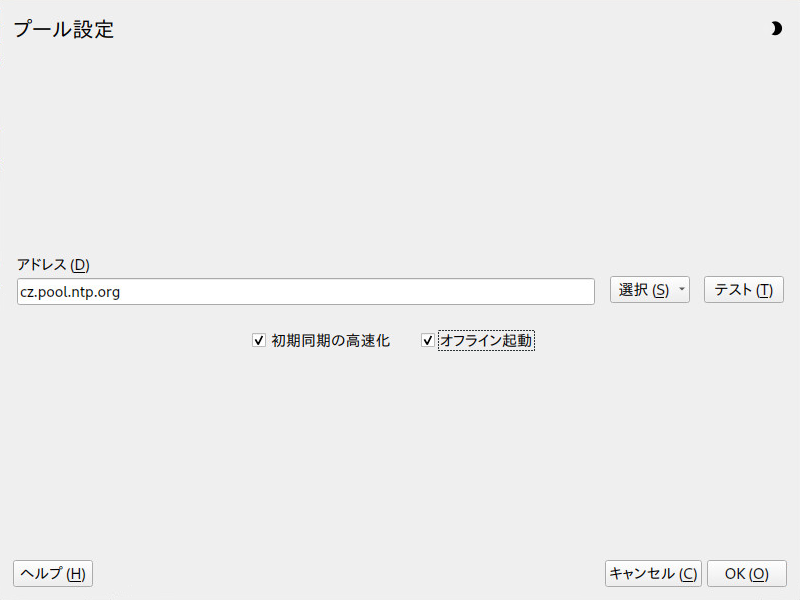 プール設定
アドレス (D)
cz.pool.ntp.org
選択 (S)
テスト (T)
初期同期の高速化
オフライン起動
ヘルプ (H)
キャンセル (C)
OK (O)